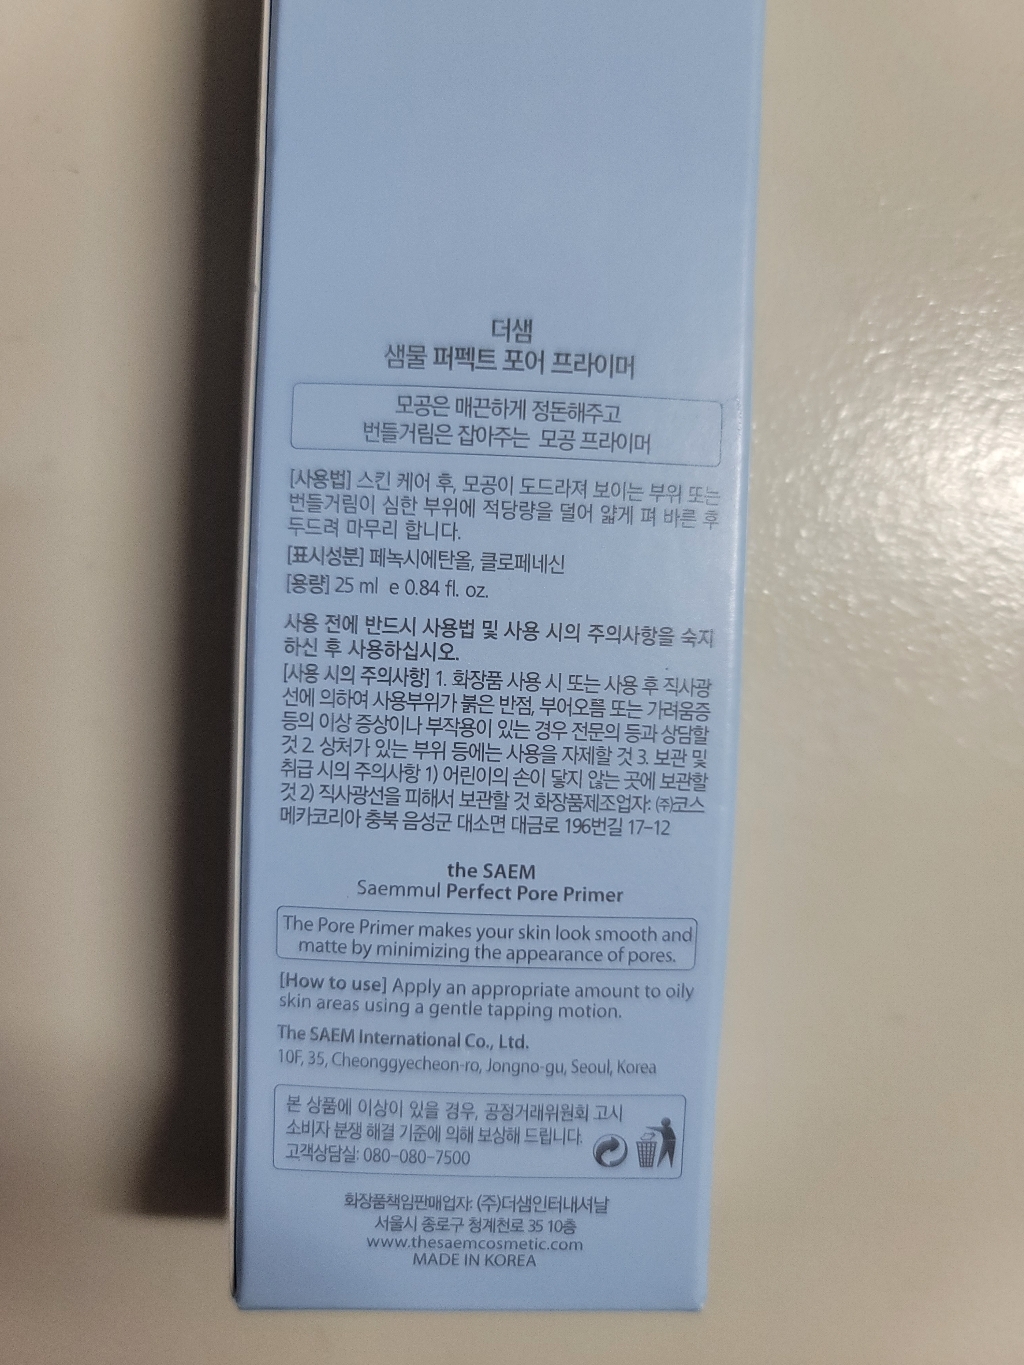 더샘
샘물 퍼펙트 포어 프라이머
모공은 매끈하게 정돈해주고
번들거림은 잡아주는 모공 프라이머
[사용법] 스킨 케어 후, 모공이 도드라져 보이는 부위 또는
번들거림이 심한 부위에 적당량을 덜어 얇게 펴 바른 후
두드려 마무리 합니다.
[표시성분] 페녹시에탄올, 클로페네신
[용량] 25 ml e 0.84 fl. oz.
사용 전에 반드시 사용법 및 사용 시의 주의사항을 숙지
하신 후 사용하십시오.
[사용 시의 주의사항] 1. 화장품 사용 시 또는 사용 후 직사광
선에 의하여 사용부위가 붉은 반점, 부어오름 또는 가려움증
등의 이상 증상이나 부작용이 있는 경우 전문의 등과 상담할
것 2. 상처가 있는 부위 등에는 사용을 자제할 것 3. 보관 및
취급 시의 주의사항 1) 어린이의 손이 닿지 않는 곳에 보관할
것 2) 직사광선을 피해서 보관할 것 화장품제조업자: ㈜코스
메카코리아 충북 음성군 대소면 대금로 196번길 17-12
the SAEM
Saemmul Perfect Pore Primer
The Pore Primer makes your skin look smooth and
matte by minimizing the appearance of pores.
[How to use] Apply an appropriate amount to oily
skin areas using a gentle tapping motion.
The SAEM International Co., Ltd.
10F, 35, Cheonggyecheon-ro, Jongno-gu, Seoul, Korea
본 상품에 이상이 있을 경우, 공정거래위원회 고시
소비자 분쟁 해결 기준에 의해 보상해 드립니다.
고객상담실: 080-080-7500
화장품책임판매업자: (주)더샘인터내셔날
서울시 종로구 청계천로 35 10층
www.thesaemcosmetic.com
MADE IN KOREA